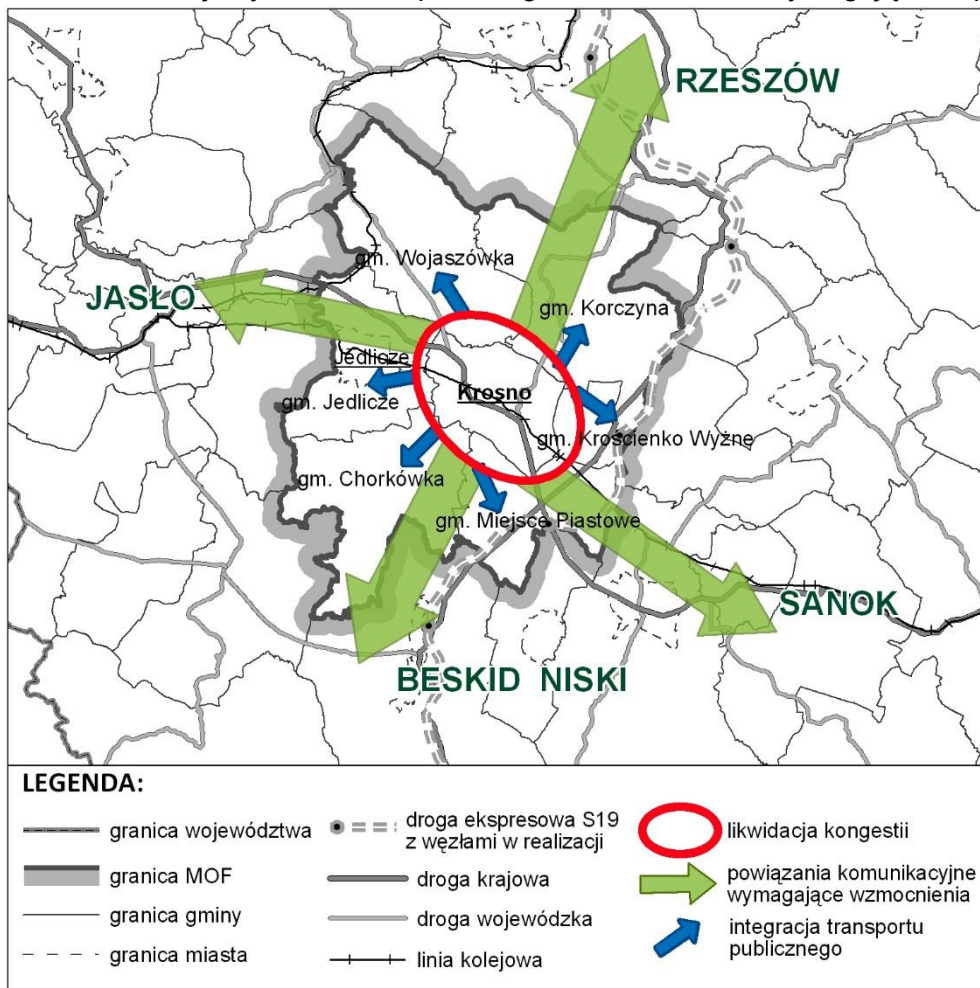 RZESZÓW
gm. Wojaszówka
JASŁO
gm. Korczyna
Jedlicze
Krosno
gm. Jedlicze
gm. Krościenko Wyżne
gm. Chorkówka
gm. Miejsce Piastowe
SANOK
BESKID NISKI
LEGENDA:
granica województwa
granica MOF
granica gminy
granica miasta
droga ekspresowa S19
z węzłami w realizacji
droga krajowa
droga wojewódzka
linia kolejowa
likwidacja kongestii
powiązania komunikacyjne
wymagające wzmocnienia
integracja transportu
publicznego